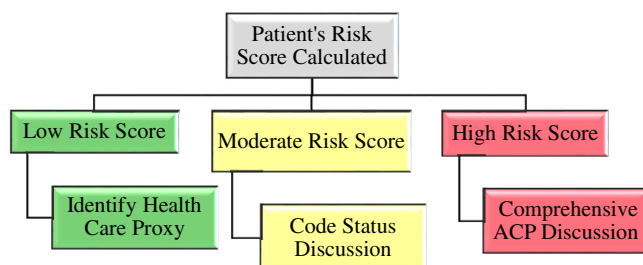 Patient's Risk
Score Calculated
Low Risk Score
Moderate Risk Score
High Risk Score
Identify Health
Care Proxy
Code Status
Discussion
Comprehensive
ACP Discussion